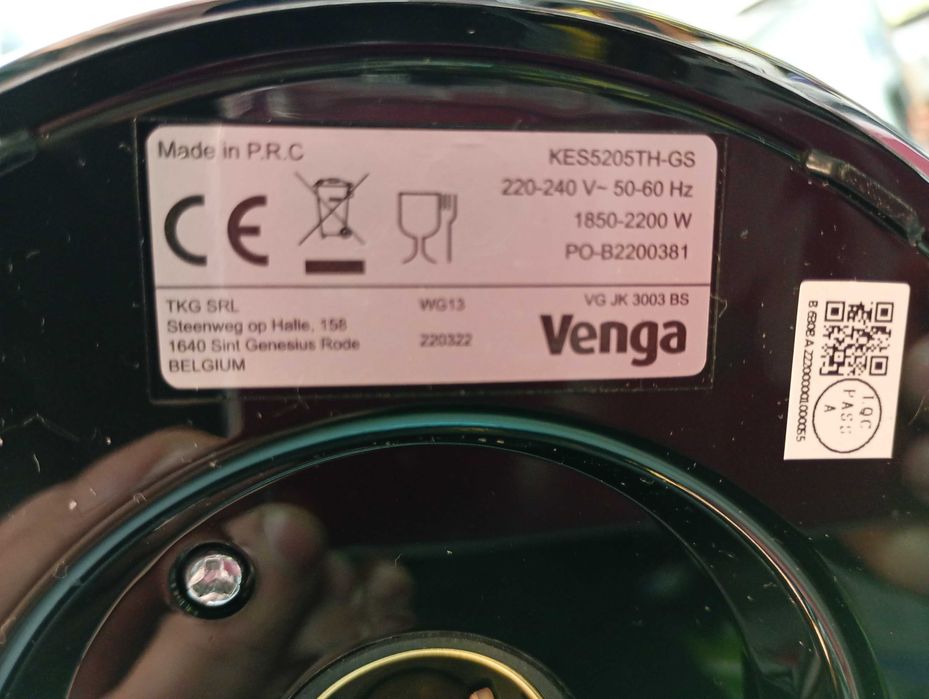 Made in P.R.C
KES5205TH-GS
220-240 V~ 50-60 Hz
1850-2200 W
PO-B2200381
CE
TKG SRL
Steenweg op Halle, 158
1640 Sint Genesius Rode
BELGIUM
WG13
220322
VG JK 3003 BS
Venga
PASS
A